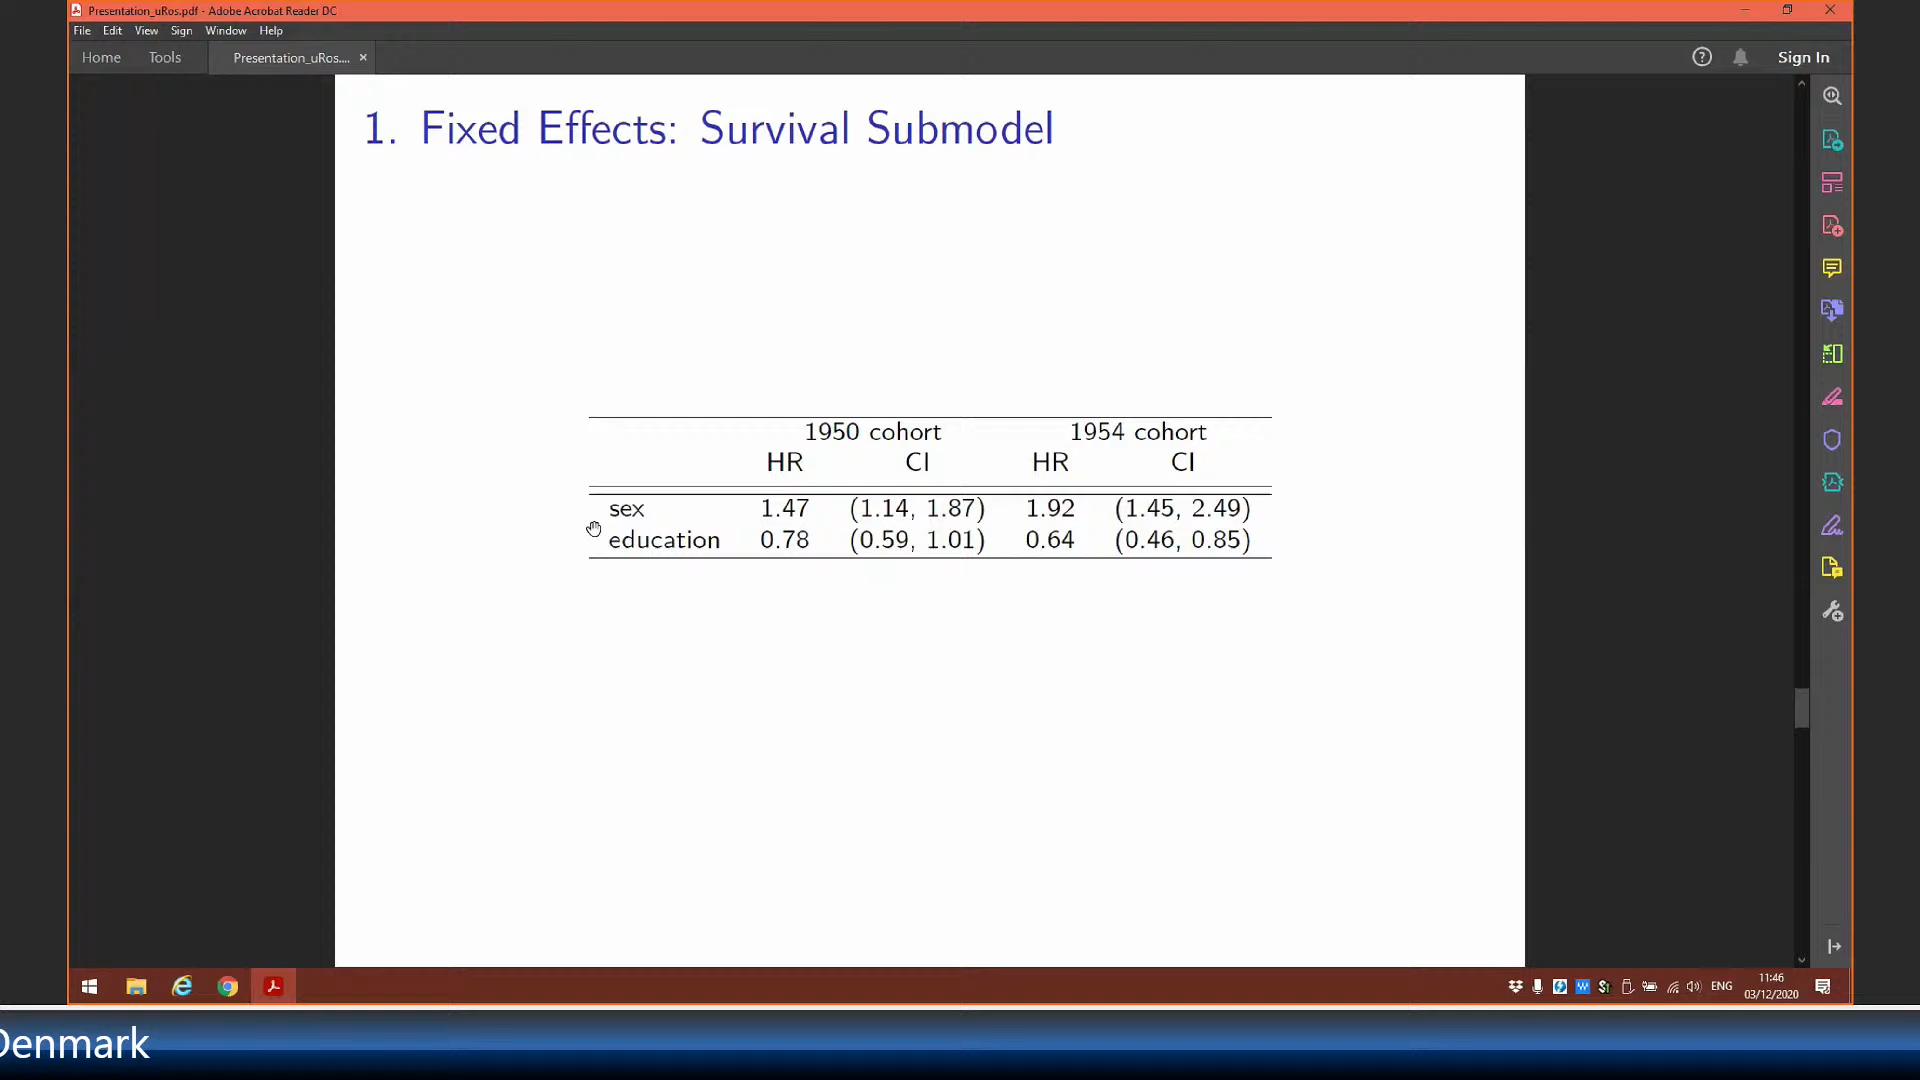 Presentation_uRos.pdf - Adobe Acrobat Reader DC
File Edit View Sign Window Help
Home Tools Presentation_uRos.... × Sign In
1. Fixed Effects: Survival Submodel
1950 cohort 1954 cohort
HR CI HR CI
sex 1.47 (1.14, 1.87) 1.92 (1.45, 2.49)
education 0.78 (0.59, 1.01) 0.64 (0.46, 0.85)
ENG
11:46
03/12/2020
Denmark